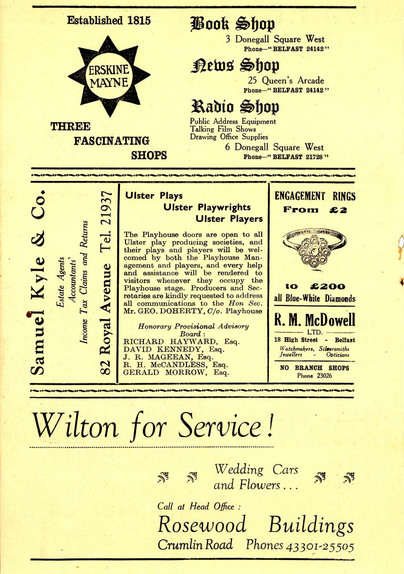 Established 1815
ERSKINE
MAYNE
THREE
FASCINATING
SHOPS
Book Shop
3 Donegall Square West
Phone—"BELFAST 24142"
News Shop
25 Queen's Arcade
Phone—"BELFAST 24142"
Radio Shop
Public Address Equipment
Talking Film Shows
Drawing Office Supplies
6 Donegall Square West
Phone—"BELFAST 21728"
Samuel Kyle & Co.
Estate Agents
Accountants
Income Tax Claims and Returns
82 Royal Avenue Tel. 21937
Ulster Plays
Ulster Playwrights
Ulster Players
The Playhouse doors are open to all
Ulster play producing societies, and
their plays and players will be wel-
comed by both the Playhouse Man-
agement and players, and every help
and assistance will be rendered to
visitors whenever they occupy the
Playhouse stage. Producers and Sec-
retaries are kindly requested to address
all communications to the Hon. Sec.
Mr. GEO. DOHERTY, C/o. Playhouse
Honorary Provisional Advisory
Board :
RICHARD HAYWARD, Esq.
DAVID KENNEDY, Esq.
J. R. MAGEEAN, Esq.
R. H. McCANDLESS, Esq.
GERALD MORROW, Esq.
ENGAGEMENT RINGS
From £2
to £200
all Blue-White Diamonds
R. M. McDowell
LTD.
18 High Street - Belfast
Watchmakers, Silversmiths
Jewellers - Opticians
NO BRANCH SHOPS
Phone 23026
Wilton for Service!
Wedding Cars
and Flowers...
Call at Head Office :
Rosewood Buildings
Crumlin Road Phones 43301-25505